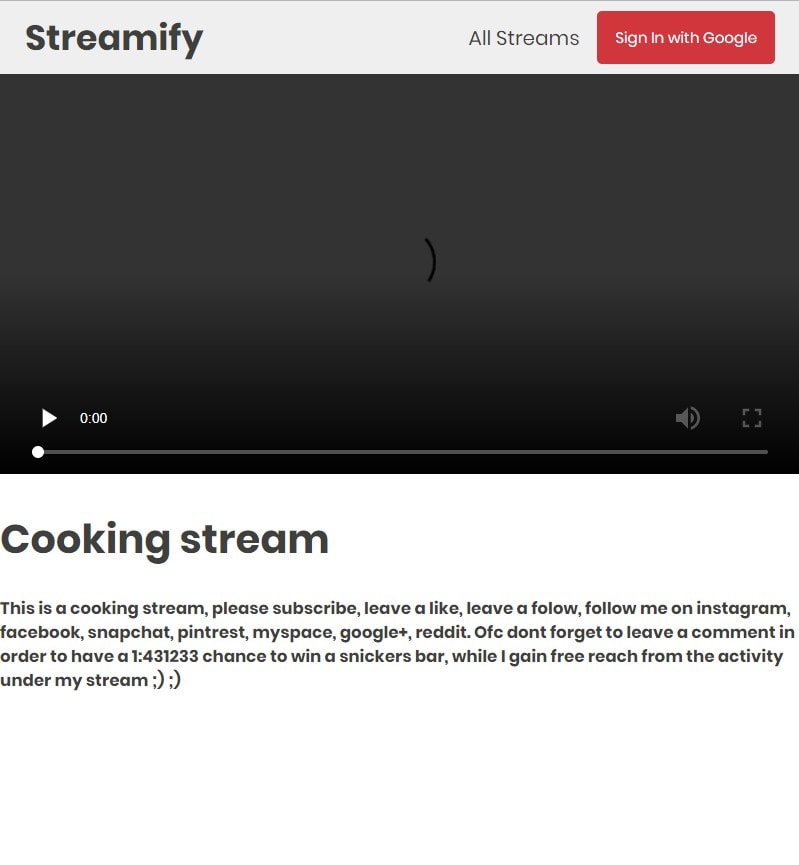 Streamify
All Streams
Sign In with Google
0:00
Cooking stream
This is a cooking stream, please subscribe, leave a like, leave a folow, follow me on instagram,
facebook, snapchat, pintrest, myspace, google+, reddit. Ofc dont forget to leave a comment in
order to have a 1:431233 chance to win a snickers bar, while I gain free reach from the activity
under my stream ;) ;)